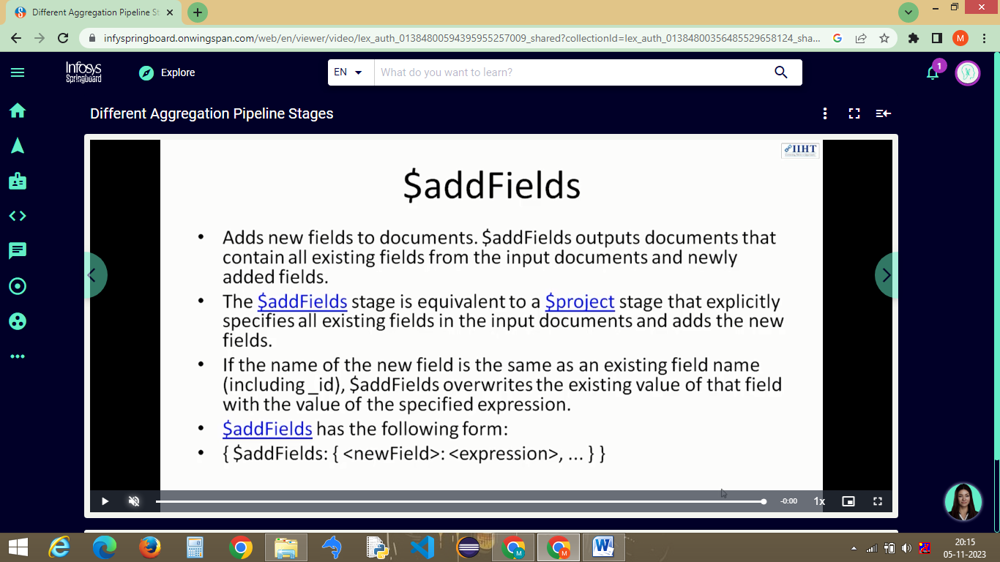 Different Aggregation Pipeline St
infyspringboard.onwingspan.com/web/en/viewer/video/lex_auth_01384800594395955257009_shared?collectionId=lex_auth_01384800356485529658124_sha...
M
Infosys
Springboard
Explore
EN
What do you want to learn?
1
Different Aggregation Pipeline Stages
IIHT
$addFields
• Adds new fields to documents. $addFields outputs documents that
contain all existing fields from the input documents and newly
added fields.
• The $addFields stage is equivalent to a $project stage that explicitly
specifies all existing fields in the input documents and adds the new
fields.
• If the name of the new field is the same as an existing field name
(including _id), $addFields overwrites the existing value of that field
with the value of the specified expression.
• $addFields has the following form:
• { $addFields: { <newField>: <expression>, ... } }
-0:00
1x
M
M
W
20:15
05-11-2023